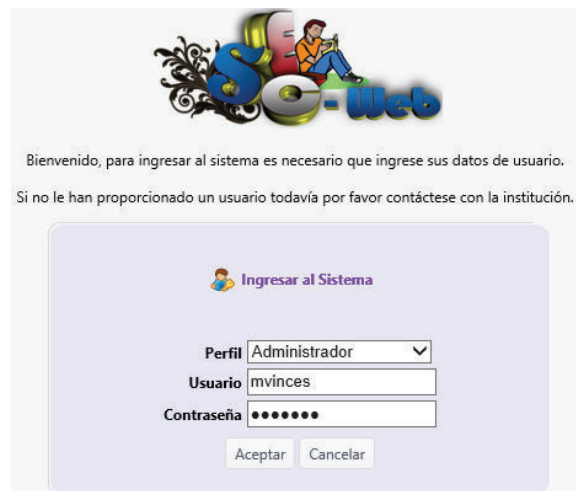 SEC-Web
Bienvenido, para ingresar al sistema es necesario que ingrese sus datos de usuario.
Si no le han proporcionado un usuario todavía por favor contáctese con la institución.
Ingresar al Sistema
Perfil Administrador
Usuario mvinces
Contraseña •••••••
Aceptar Cancelar